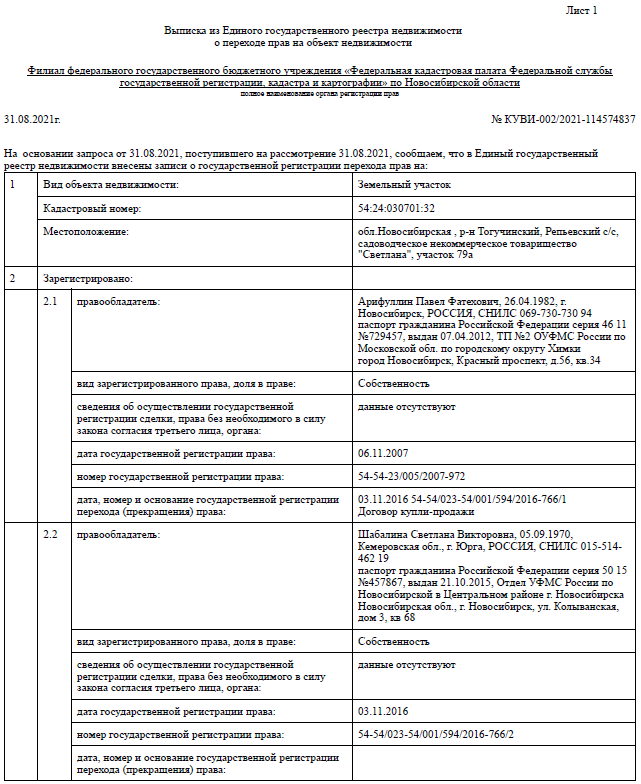 Лист 1
Выписка из Единого государственного реестра недвижимости
о переходе прав на объект недвижимости
Филиал федерального государственного бюджетного учреждения «Федеральная кадастровая палата Федеральной службы
государственной регистрации, кадастра и картографии» по Новосибирской области
полное наименование органа регистрации прав
31.08.2021г. № КУВИ-002/2021-114574837
На основании запроса от 31.08.2021, поступившего на рассмотрение 31.08.2021, сообщаем, что в Единый государственный
реестр недвижимости внесены записи о государственной регистрации перехода прав на:
1 Вид объекта недвижимости: Земельный участок
Кадастровый номер: 54:24:030701:32
Местоположение: обл.Новосибирская , р-н Тогучинский, Репьевский с/с,
садоводческое некоммерческое товарищество
"Светлана", участок 79а
2 Зарегистрировано:
2.1 правообладатель: Арифуллин Павел Фатехович, 26.04.1982, г.
Новосибирск, РОССИЯ, СНИЛС 069-730-730 94
паспорт гражданина Российской Федерации серия 46 11
№729457, выдан 07.04.2012, ТП №2 ОУФМС России по
Московской обл. по городскому округу Химки
город Новосибирск, Красный проспект, д.56, кв.34
вид зарегистрированного права, доля в праве: Собственность
сведения об осуществлении государственной данные отсутствуют
регистрации сделки, права без необходимого в силу
закона согласия третьего лица, органа:
дата государственной регистрации права: 06.11.2007
номер государственной регистрации права: 54-54-23/005/2007-972
дата, номер и основание государственной регистрации 03.11.2016 54-54/023-54/001/594/2016-766/1
перехода (прекращения) права: Договор купли-продажи
2.2 правообладатель: Шабалина Светлана Викторовна, 05.09.1970,
Кемеровская обл., г. Юрга, РОССИЯ, СНИЛС 015-514-
462 19
паспорт гражданина Российской Федерации серия 50 15
№457867, выдан 21.10.2015, Отдел УФМС России по
Новосибирской в Центральном районе г. Новосибирска
Новосибирская обл., г. Новосибирск, ул. Колыванская,
дом 3, кв 68
вид зарегистрированного права, доля в праве: Собственность
сведения об осуществлении государственной данные отсутствуют
регистрации сделки, права без необходимого в силу
закона согласия третьего лица, органа:
дата государственной регистрации права: 03.11.2016
номер государственной регистрации права: 54-54/023-54/001/594/2016-766/2
дата, номер и основание государственной регистрации
перехода (прекращения) права: